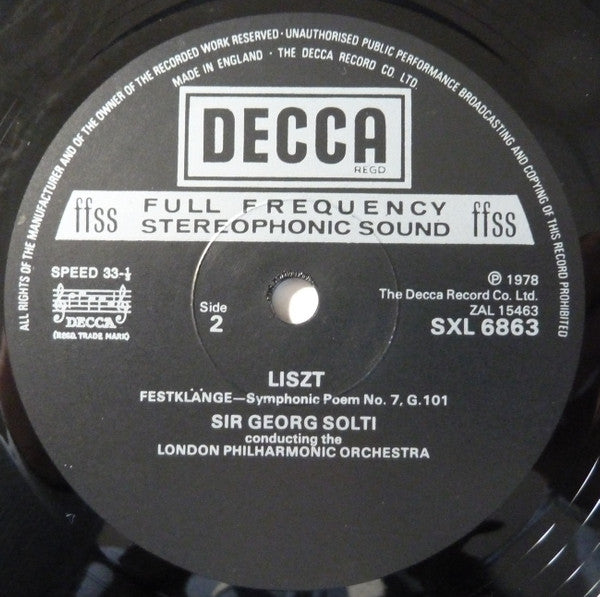 ALL RIGHTS OF THE MANUFACTURER AND OF THE OWNER OF THE RECORDED WORK RESERVED · UNAUTHORISED PUBLIC PERFORMANCE BROADCASTING AND COPYING OF THIS RECORD PROHIBITED
MADE IN ENGLAND · THE DECCA RECORD CO. LTD.
DECCA
REGD
ffss FULL FREQUENCY ffss
STEREOPHONIC SOUND
SPEED 33-⅓
DECCA
(REGD. TRADE MARK)
Side
2
℗ 1978
The Decca Record Co. Ltd.
ZAL 15463
SXL 6863
LISZT
FESTKLÄNGE—Symphonic Poem No. 7, G.101
SIR GEORG SOLTI
conducting the
LONDON PHILHARMONIC ORCHESTRA